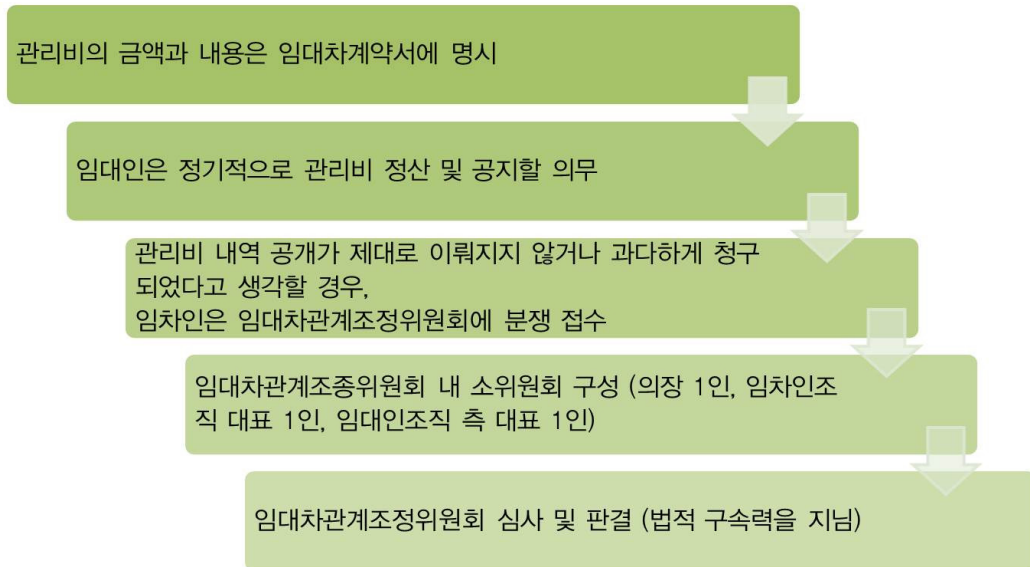 관리비의 금액과 내용은 임대차계약서에 명시
임대인은 정기적으로 관리비 정산 및 공지할 의무
관리비 내역 공개가 제대로 이뤄지지 않거나 과다하게 청구
되었다고 생각할 경우,
임차인은 임대차관계조정위원회에 분쟁 접수
임대차관계조종위원회 내 소위원회 구성 (의장 1인, 임차인조
직 대표 1인, 임대인조직 측 대표 1인)
임대차관계조정위원회 심사 및 판결 (법적 구속력을 지님)